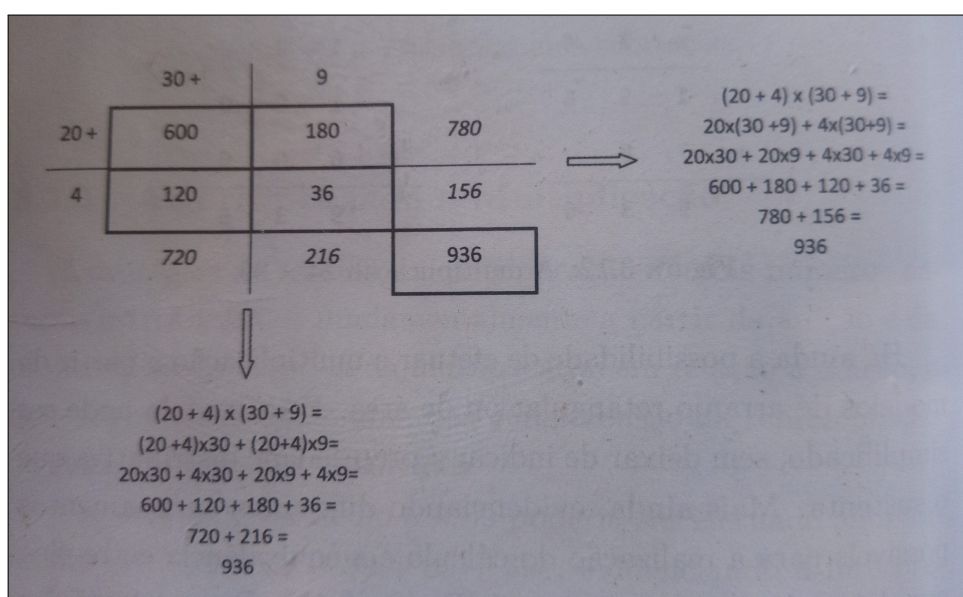 30 + 9
20 + 600 180 780
4 120 36 156
720 216 936
(20 + 4) x (30 + 9) =
20x(30 +9) + 4x(30+9) =
20x30 + 20x9 + 4x30 + 4x9 =
600 + 180 + 120 + 36 =
780 + 156 =
936
(20 + 4) x (30 + 9) =
(20 +4)x30 + (20+4)x9=
20x30 + 4x30 + 20x9 + 4x9=
600 + 120 + 180 + 36 =
720 + 216 =
936